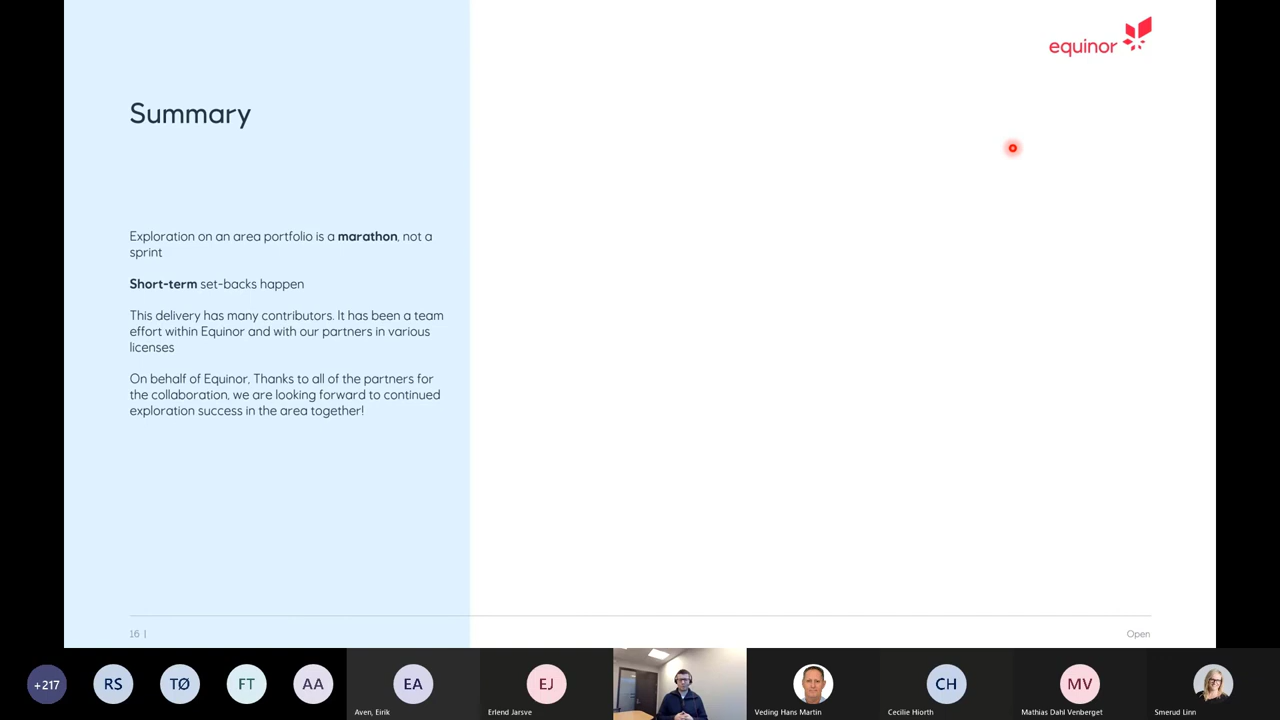 equinor
Summary
Exploration on an area portfolio is a marathon, not a
sprint
Short-term set-backs happen
This delivery has many contributors. It has been a team
effort within Equinor and with our partners in various
licenses
On behalf of Equinor, Thanks to all of the partners for
the collaboration, we are looking forward to continued
exploration success in the area together!
16 |
Open
+217
RS
TØ
FT
AA
EA
EJ
CH
MV
Aven, Eirik
Erlend Jarsve
Veding Hans Martin
Cecilie Hiorth
Mathias Dahl Venberget
Smerud Linn